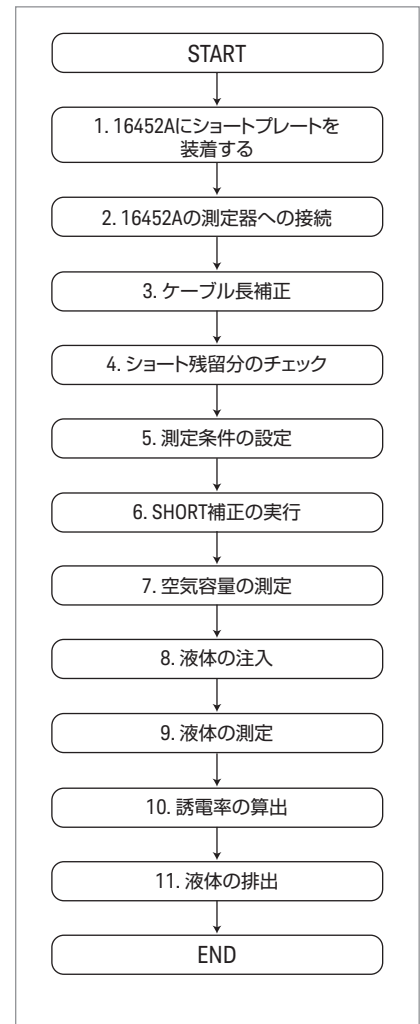 START
1. 16452Aにショートプレートを
装着する
2. 16452Aの測定器への接続
3. ケーブル長補正
4. ショート残留分のチェック
5. 測定条件の設定
6. SHORT補正の実行
7. 空気容量の測定
8. 液体の注入
9. 液体の測定
10. 誘電率の算出
11. 液体の排出
END